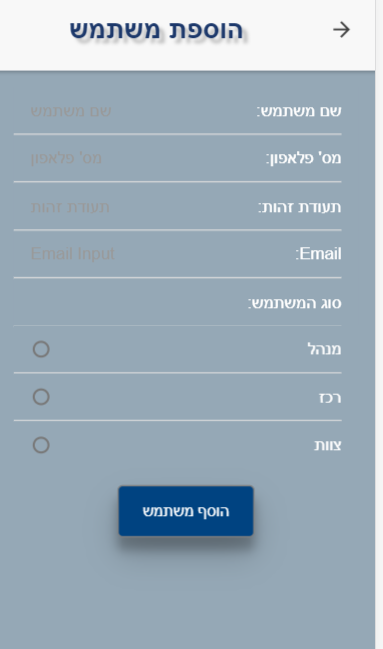 הוספת משתמש
שם משתמש: שם משתמש
מס' פלאפון: מס' פלאפון
תעודת זהות: תעודת זהות
Email: Email Input
סוג המשתמש:
מנהל
רכז
צוות
הוסף משתמש